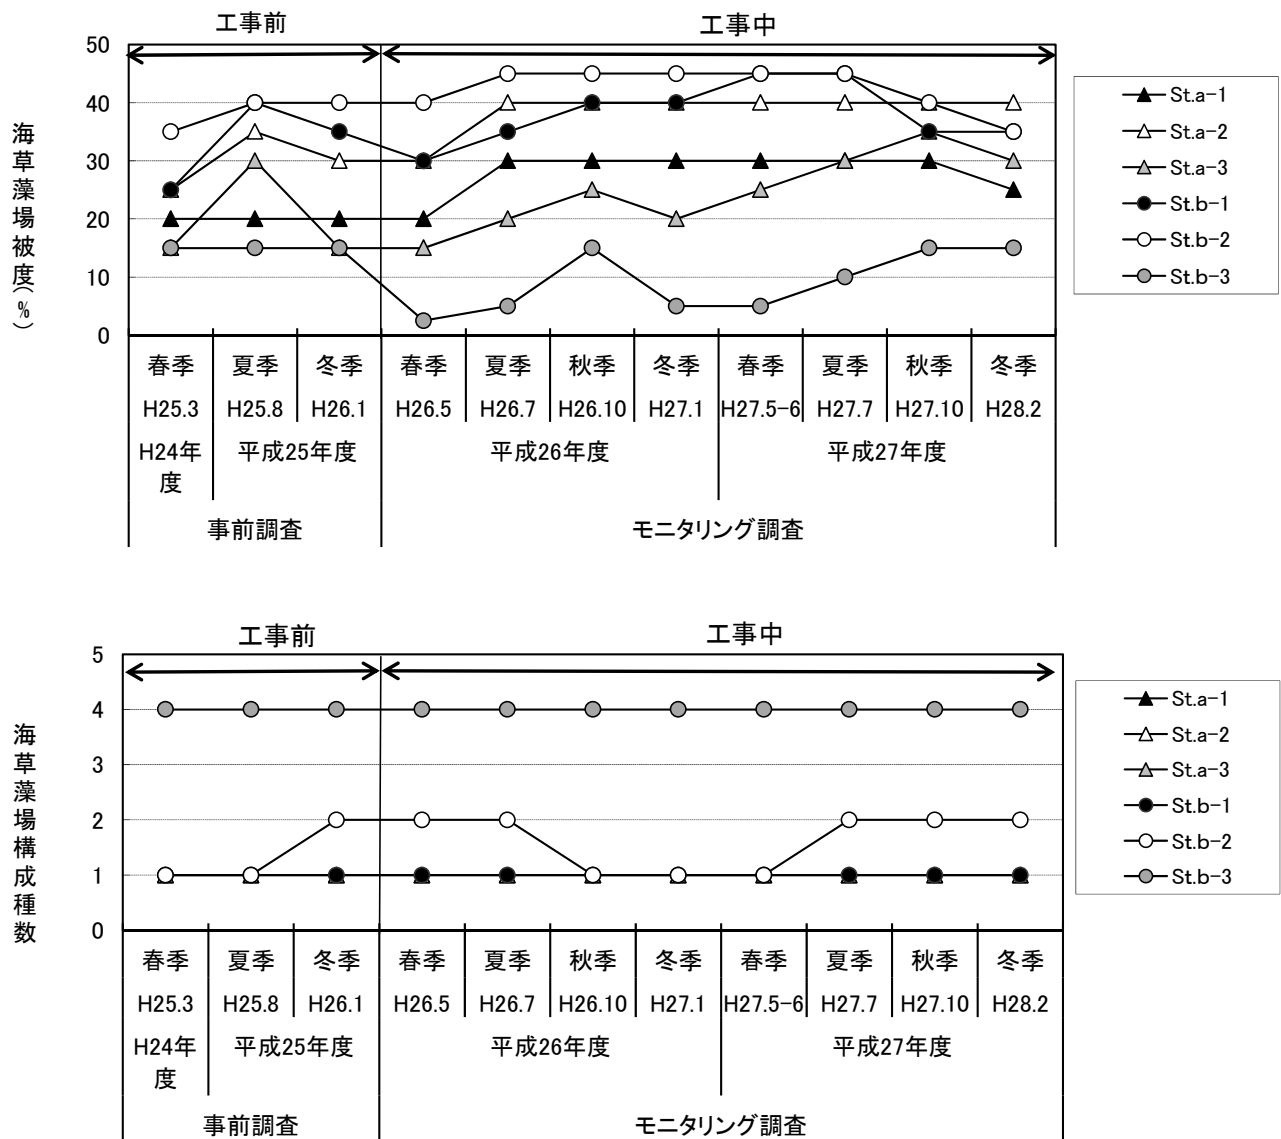 工事前 工事中
海草藻場被度(%)
50
40
30
20
10
0
St.a-1
St.a-2
St.a-3
St.b-1
St.b-2
St.b-3
春季 夏季 冬季 春季 夏季 秋季 冬季 春季 夏季 秋季 冬季
H25.3 H25.8 H26.1 H26.5 H26.7 H26.10 H27.1 H27.5-6 H27.7 H27.10 H28.2
H24年度 平成25年度 平成26年度 平成27年度
事前調査 モニタリング調査
工事前 工事中
海草藻場構成種数
5
4
3
2
1
0
St.a-1
St.a-2
St.a-3
St.b-1
St.b-2
St.b-3
春季 夏季 冬季 春季 夏季 秋季 冬季 春季 夏季 秋季 冬季
H25.3 H25.8 H26.1 H26.5 H26.7 H26.10 H27.1 H27.5-6 H27.7 H27.10 H28.2
H24年度 平成25年度 平成26年度 平成27年度
事前調査 モニタリング調査